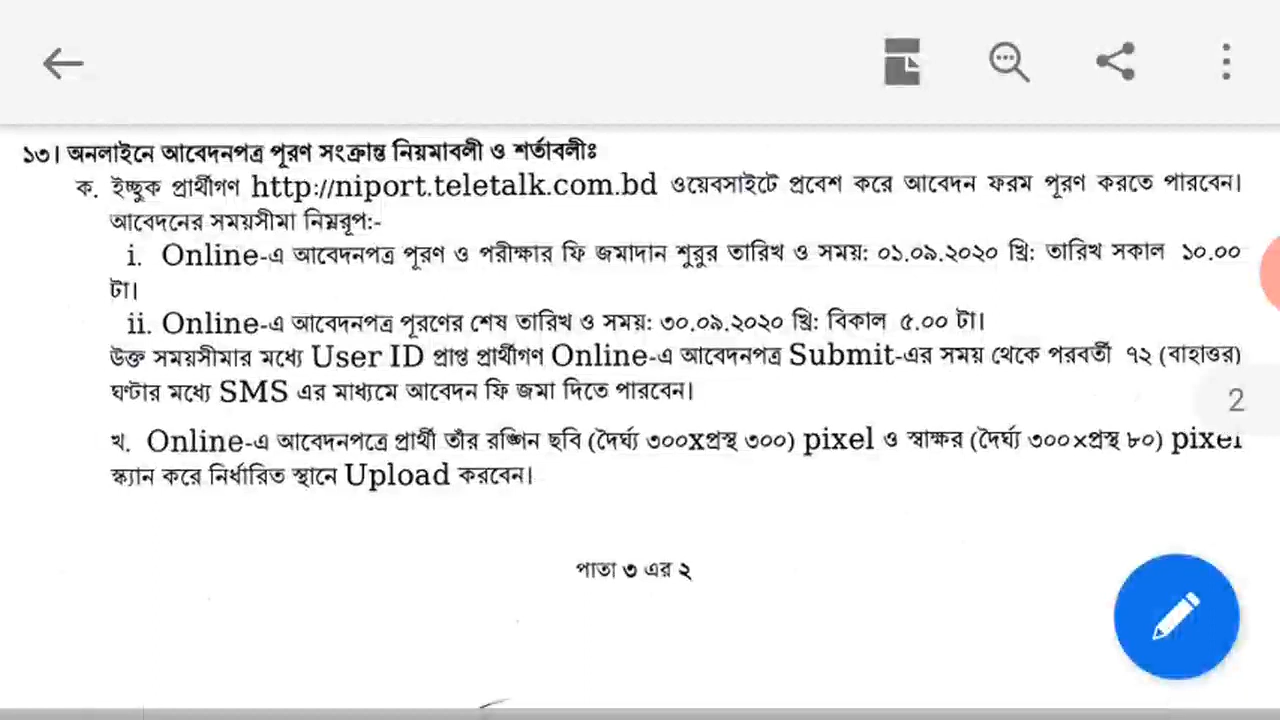 ১৩। অনলাইনে আবেদনপত্র পূরণ সংক্রান্ত নিয়মাবলী ও শর্তাবলীঃ
ক. ইচ্ছুক প্রার্থীগণ http://niport.teletalk.com.bd ওয়েবসাইটে প্রবেশ করে আবেদন ফরম পূরণ করতে পারবেন।
আবেদনের সময়সীমা নিম্নরূপ:-
i. Online-এ আবেদনপত্র পূরণ ও পরীক্ষার ফি জমাদান শুরুর তারিখ ও সময়: ০১.০৯.২০২০ খ্রি: তারিখ সকাল ১০.০০
টা।
ii. Online-এ আবেদনপত্র পূরণের শেষ তারিখ ও সময়: ৩০.০৯.২০২০ খ্রি: বিকাল ৫.০০ টা।
উক্ত সময়সীমার মধ্যে User ID প্রাপ্ত প্রার্থীগণ Online-এ আবেদনপত্র Submit-এর সময় থেকে পরবর্তী ৭২ (বাহাত্তর)
ঘণ্টার মধ্যে SMS এর মাধ্যমে আবেদন ফি জমা দিতে পারবেন।
2
খ. Online-এ আবেদনপত্রে প্রার্থী তাঁর রঙ্গিন ছবি (দৈর্ঘ্য ৩০০xপ্রস্থ ৩০০) pixel ও স্বাক্ষর (দৈর্ঘ্য ৩০০xপ্রস্থ ৮০) pixel
স্ক্যান করে নির্ধারিত স্থানে Upload করবেন।
পাতা ৩ এর ২